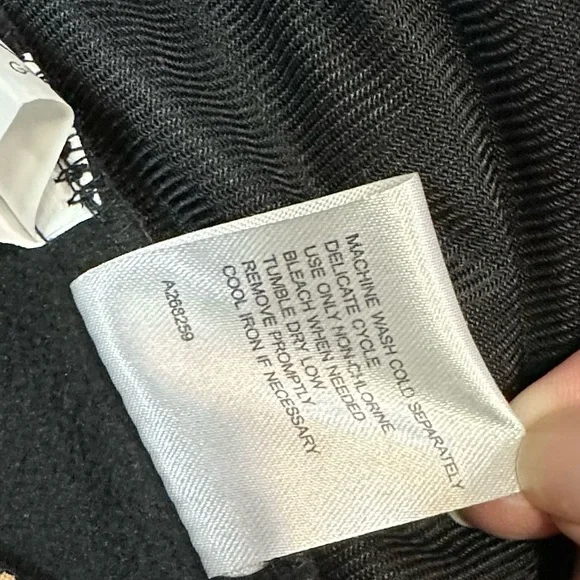 MACHINE WASH COLD SEPARATELY
DELICATE CYCLE
USE ONLY NON-CHLORINE
BLEACH WHEN NEEDED
TUMBLE DRY LOW
REMOVE PROMPTLY
COOL IRON IF NECESSARY
A268259